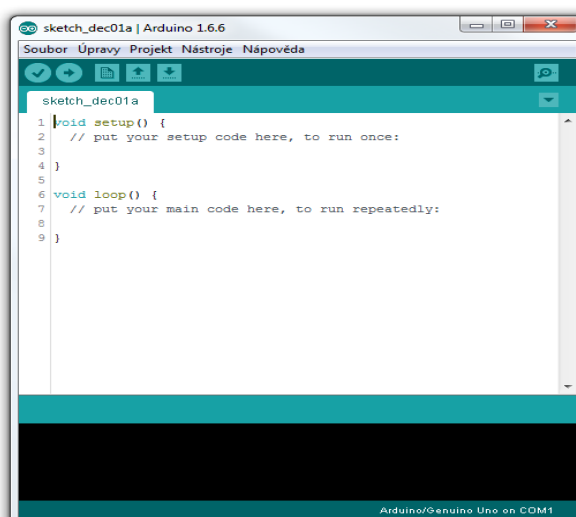 sketch_dec01a | Arduino 1.6.6
Soubor Úpravy Projekt Nástroje Nápověda
sketch_dec01a
1 void setup() {
2 // put your setup code here, to run once:
3
4 }
5
6 void loop() {
7 // put your main code here, to run repeatedly:
8
9 }
Arduino/Genuino Uno on COM1